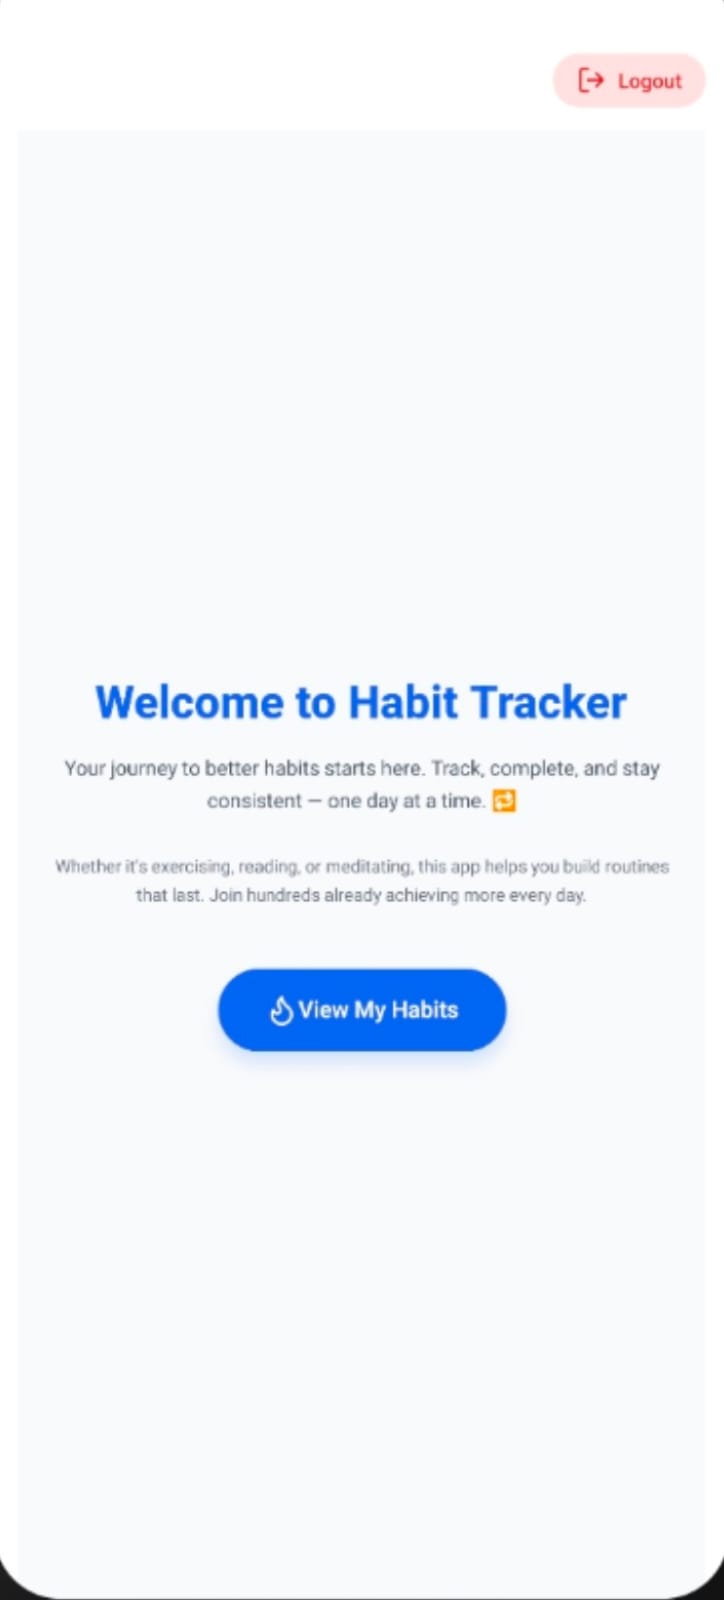 Logout
Welcome to Habit Tracker
Your journey to better habits starts here. Track, complete, and stay
consistent — one day at a time. 🔁
Whether it's exercising, reading, or meditating, this app helps you build routines
that last. Join hundreds already achieving more every day.
View My Habits